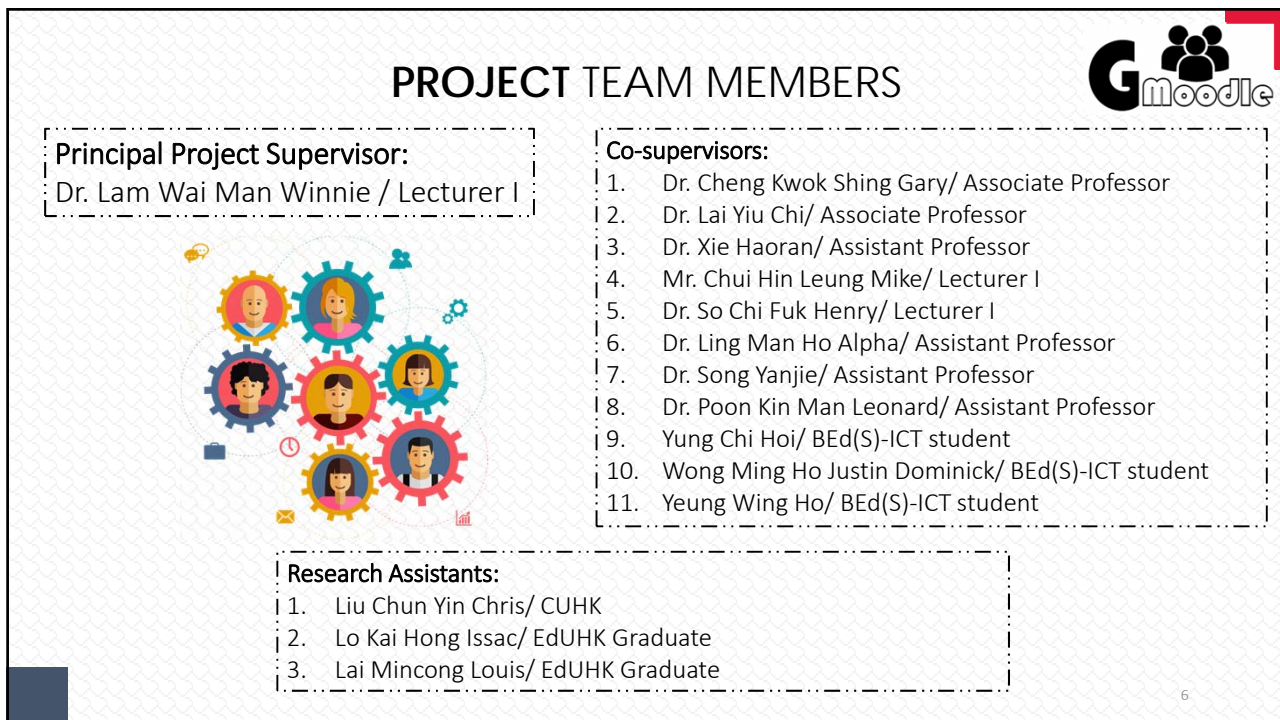 PROJECT TEAM MEMBERS
G moodle
Principal Project Supervisor:
Dr. Lam Wai Man Winnie / Lecturer I
Co-supervisors:
1. Dr. Cheng Kwok Shing Gary/ Associate Professor
2. Dr. Lai Yiu Chi/ Associate Professor
3. Dr. Xie Haoran/ Assistant Professor
4. Mr. Chui Hin Leung Mike/ Lecturer I
5. Dr. So Chi Fuk Henry/ Lecturer I
6. Dr. Ling Man Ho Alpha/ Assistant Professor
7. Dr. Song Yanjie/ Assistant Professor
8. Dr. Poon Kin Man Leonard/ Assistant Professor
9. Yung Chi Hoi/ BEd(S)-ICT student
10. Wong Ming Ho Justin Dominick/ BEd(S)-ICT student
11. Yeung Wing Ho/ BEd(S)-ICT student
Research Assistants:
1. Liu Chun Yin Chris/ CUHK
2. Lo Kai Hong Issac/ EdUHK Graduate
3. Lai Mincong Louis/ EdUHK Graduate
6